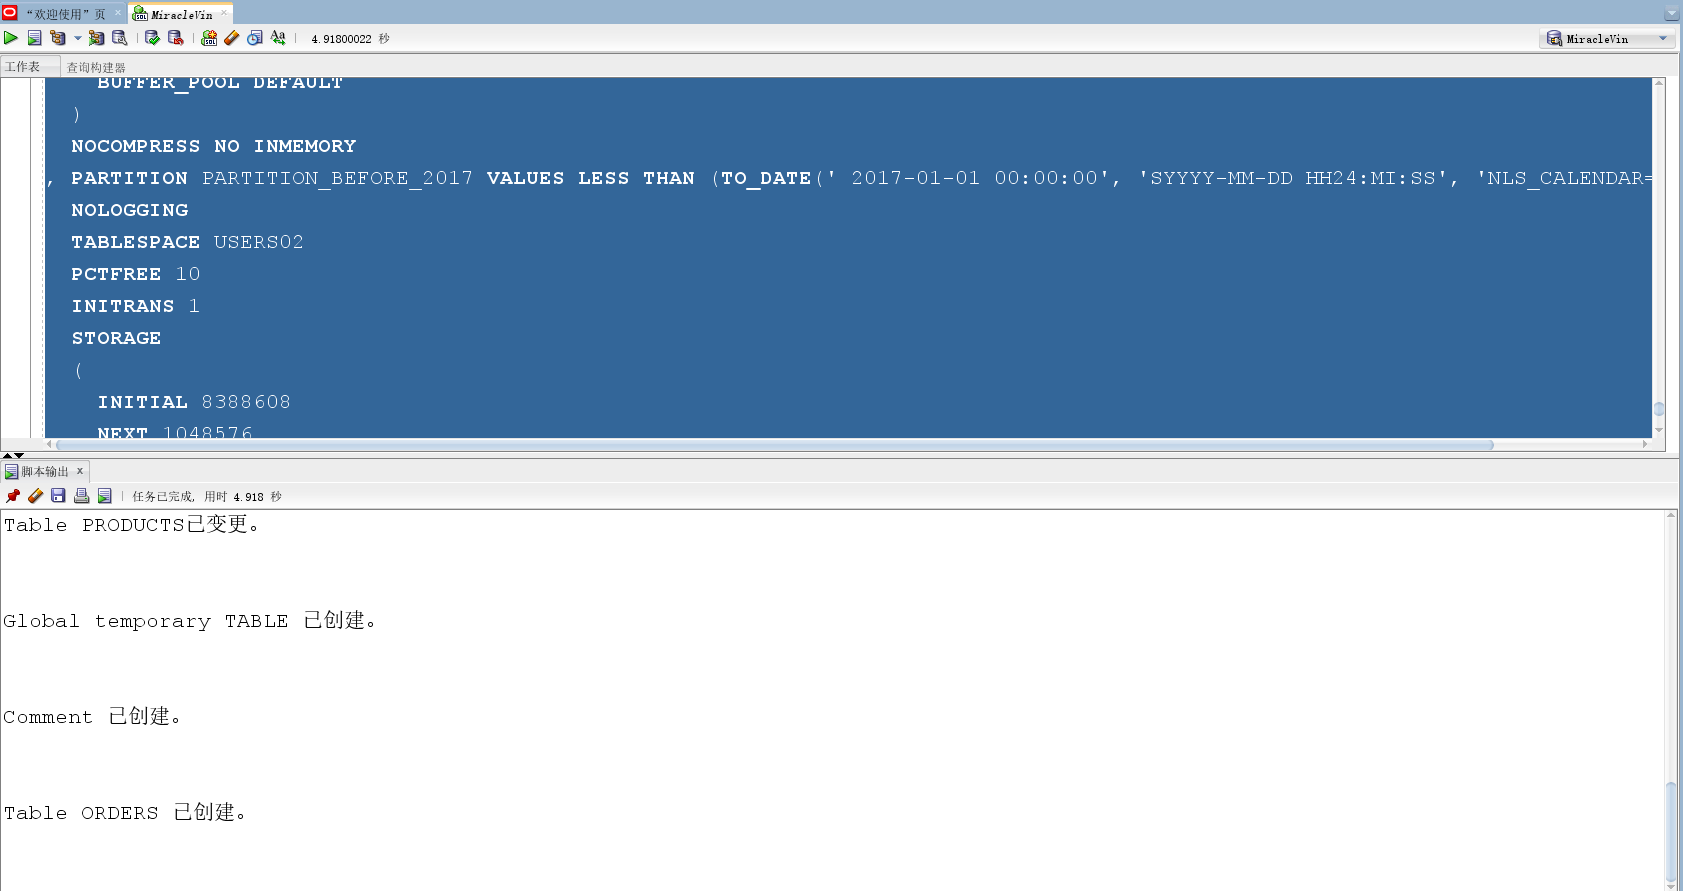 “欢迎使用”页
MiracleVin
4.91800022 秒
MiracleVin
工作表
查询构建器
BUFFER_POOL DEFAULT
)
NOCOMPRESS NO INMEMORY
, PARTITION PARTITION_BEFORE_2017 VALUES LESS THAN (TO_DATE(' 2017-01-01 00:00:00', 'SYYYY-MM-DD HH24:MI:SS', 'NLS_CALENDAR=
NOLOGGING
TABLESPACE USERS02
PCTFREE 10
INITRANS 1
STORAGE
(
INITIAL 8388608
NEXT 1048576
脚本输出 x
任务已完成, 用时 4.918 秒
Table PRODUCTS已变更。
Global temporary TABLE 已创建。
Comment 已创建。
Table ORDERS 已创建。